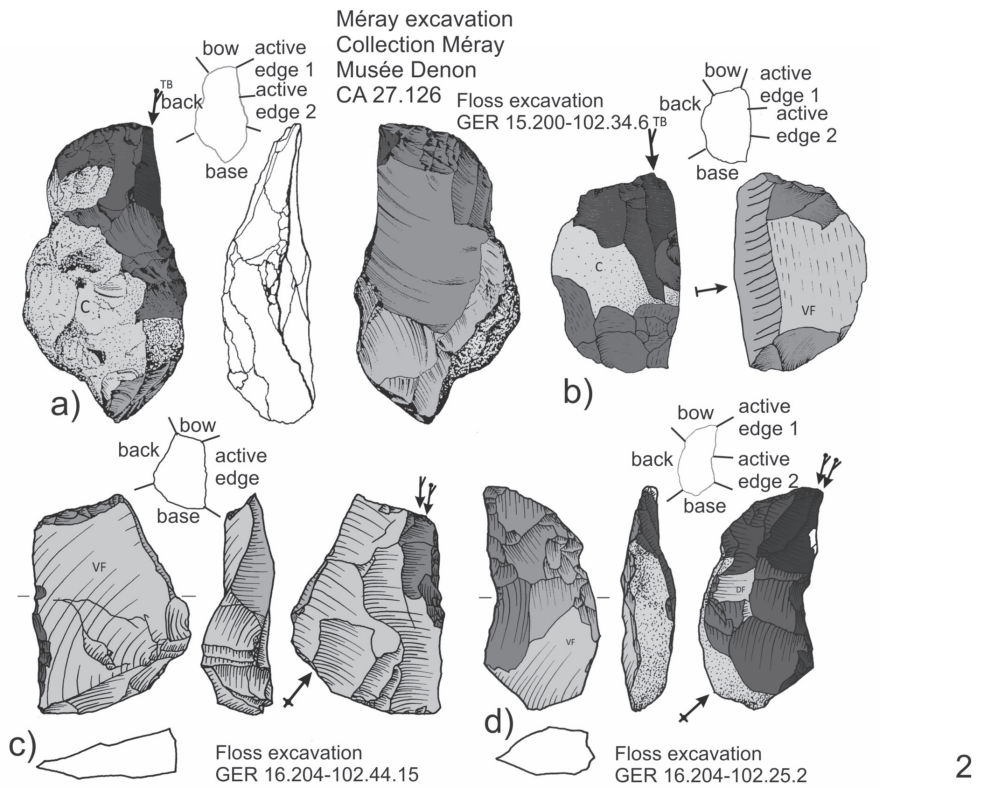 Méray excavation
Collection Méray
Musée Denon
CA 27.126
bow
active
edge 1
active
edge 2
back
base
TB
C
a)
Floss excavation
GER 15.200-102.34.6
TB
bow
active
edge 1
active
edge 2
back
base
C
VF
b)
bow
back
active
edge
base
VF
c)
Floss excavation
GER 16.204-102.44.15
bow
active
edge 1
back
active
edge 2
base
VF
DF
d)
Floss excavation
GER 16.204-102.25.2
2